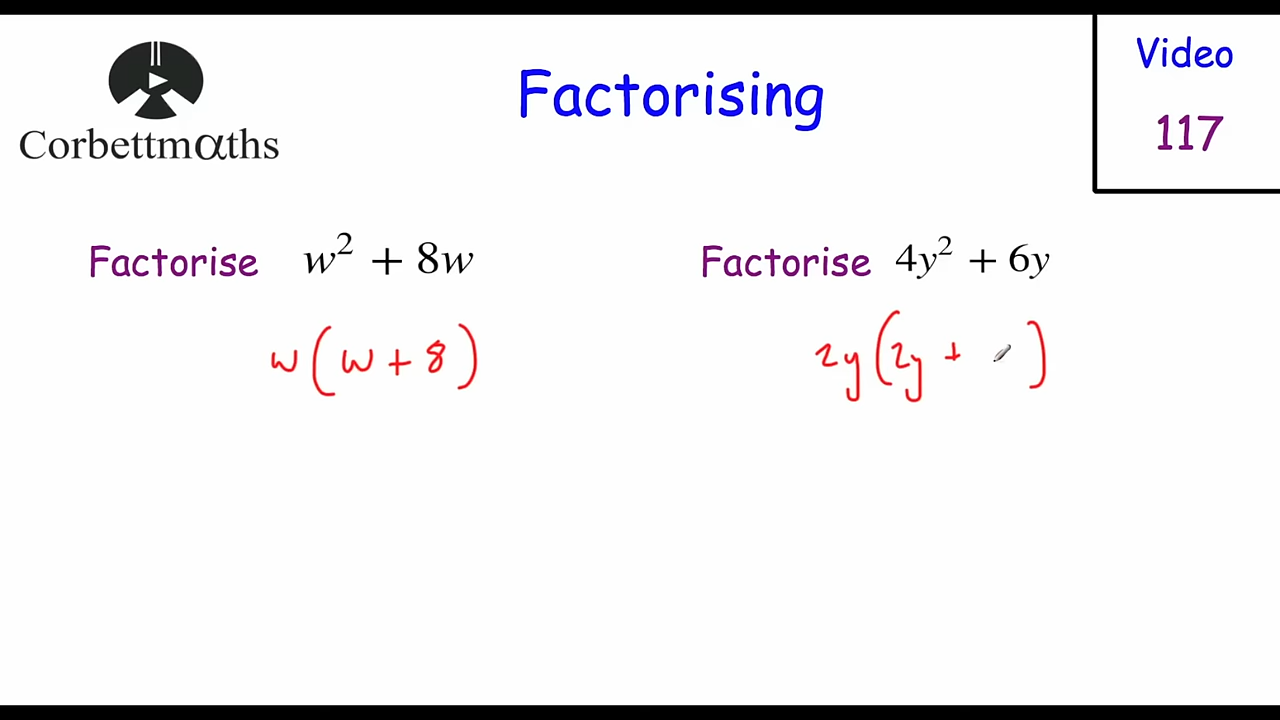 Corbettmαths
Factorising
Video
117
Factorise w² + 8w
w(w + 8)
Factorise 4y² + 6y
2y(2y + )